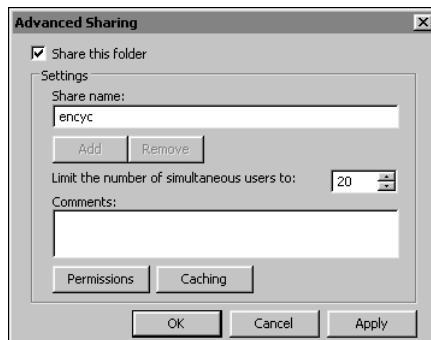 Advanced Sharing
Share this folder
Settings
Share name:
encyc
Add Remove
Limit the number of simultaneous users to: 20
Comments:
Permissions Caching
OK Cancel Apply